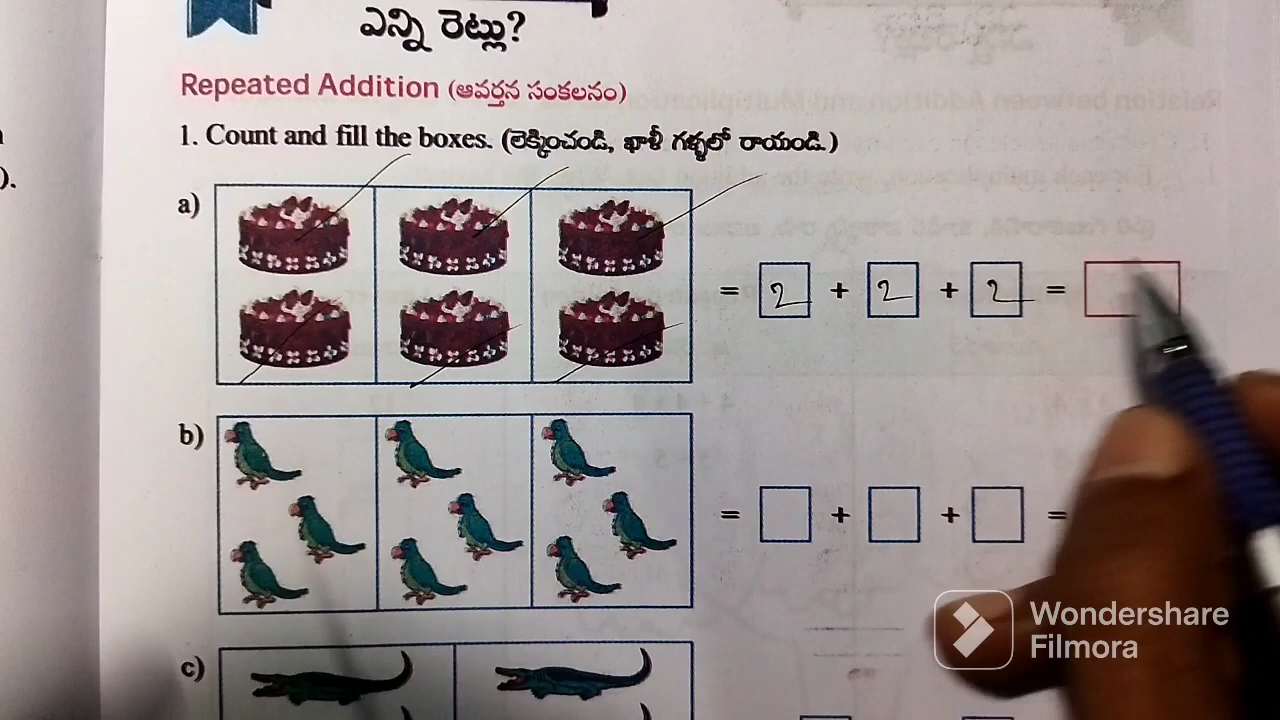 ఎన్ని రెట్లు?
Repeated Addition (ఆవర్తన సంకలనం)
1. Count and fill the boxes. (లెక్కించండి, ఖాళీ గళ్ళలో రాయండి.)
).
a)
= 2 + 2 + 2 =
b)
= + + =
c)
Wondershare
Filmora